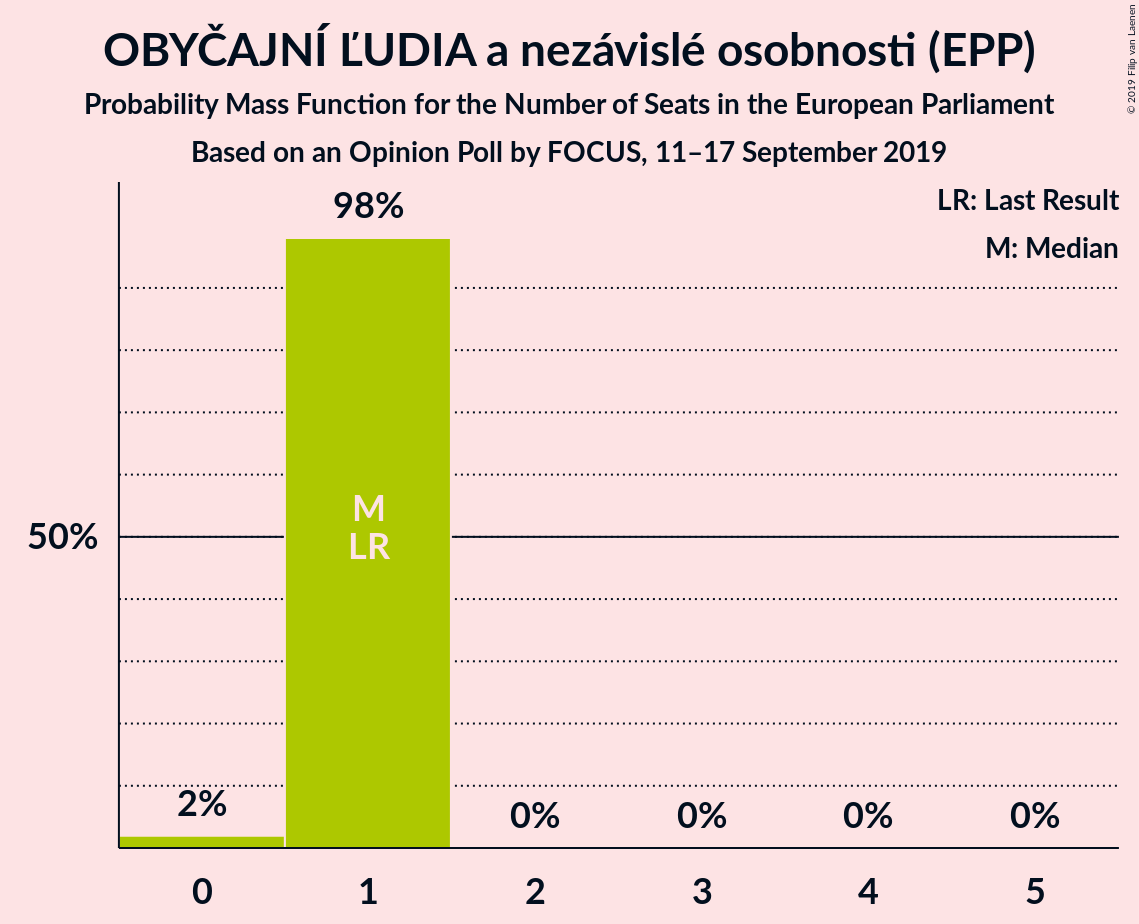 OBYČAJNÍ ĽUDIA a nezávislé osobnosti (EPP)
Probability Mass Function for the Number of Seats in the European Parliament
Based on an Opinion Poll by FOCUS, 11–17 September 2019
© 2019 Filip van Laenen
LR: Last Result
M: Median
98%
M
LR
50%
2%
0%
0%
0%
0%
0
1
2
3
4
5